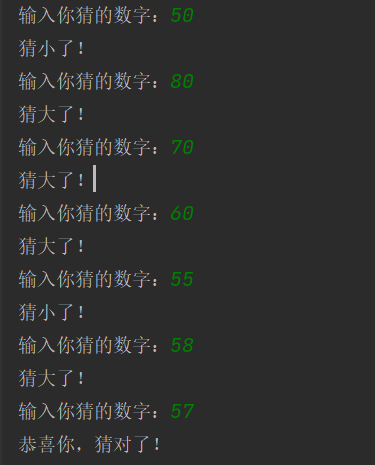 输入你猜的数字：50
猜小了！
输入你猜的数字：80
猜大了！
输入你猜的数字：70
猜大了！
输入你猜的数字：60
猜大了！
输入你猜的数字：55
猜小了！
输入你猜的数字：58
猜大了！
输入你猜的数字：57
恭喜你，猜对了！